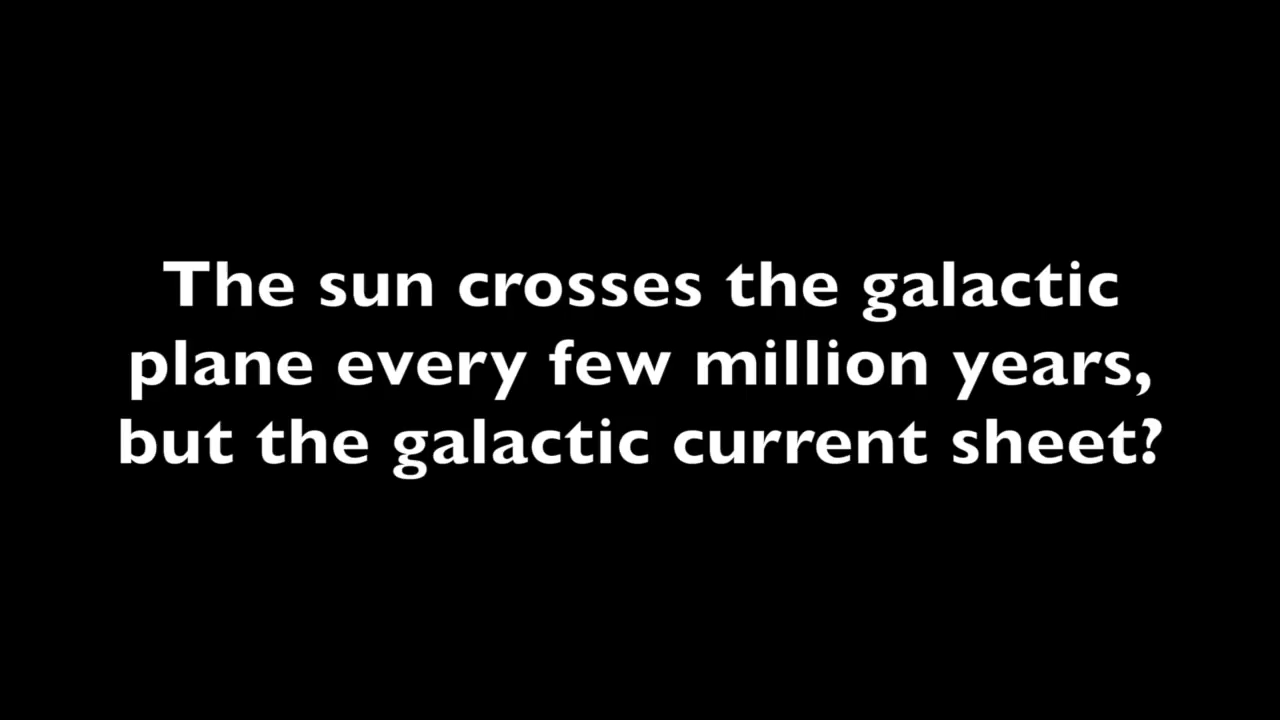 The sun crosses the galactic
plane every few million years,
but the galactic current sheet?